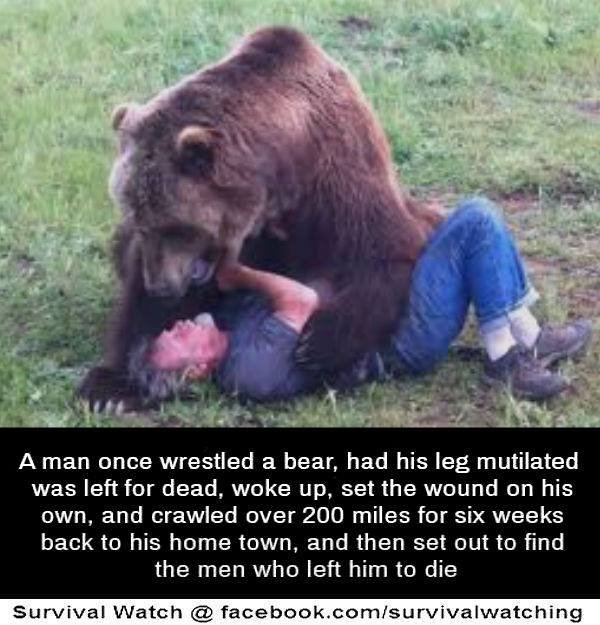 A man once wrestled a bear, had his leg mutilated
was left for dead, woke up, set the wound on his
own, and crawled over 200 miles for six weeks
back to his home town, and then set out to find
the men who left him to die
Survival Watch @ facebook.com/survivalwatching